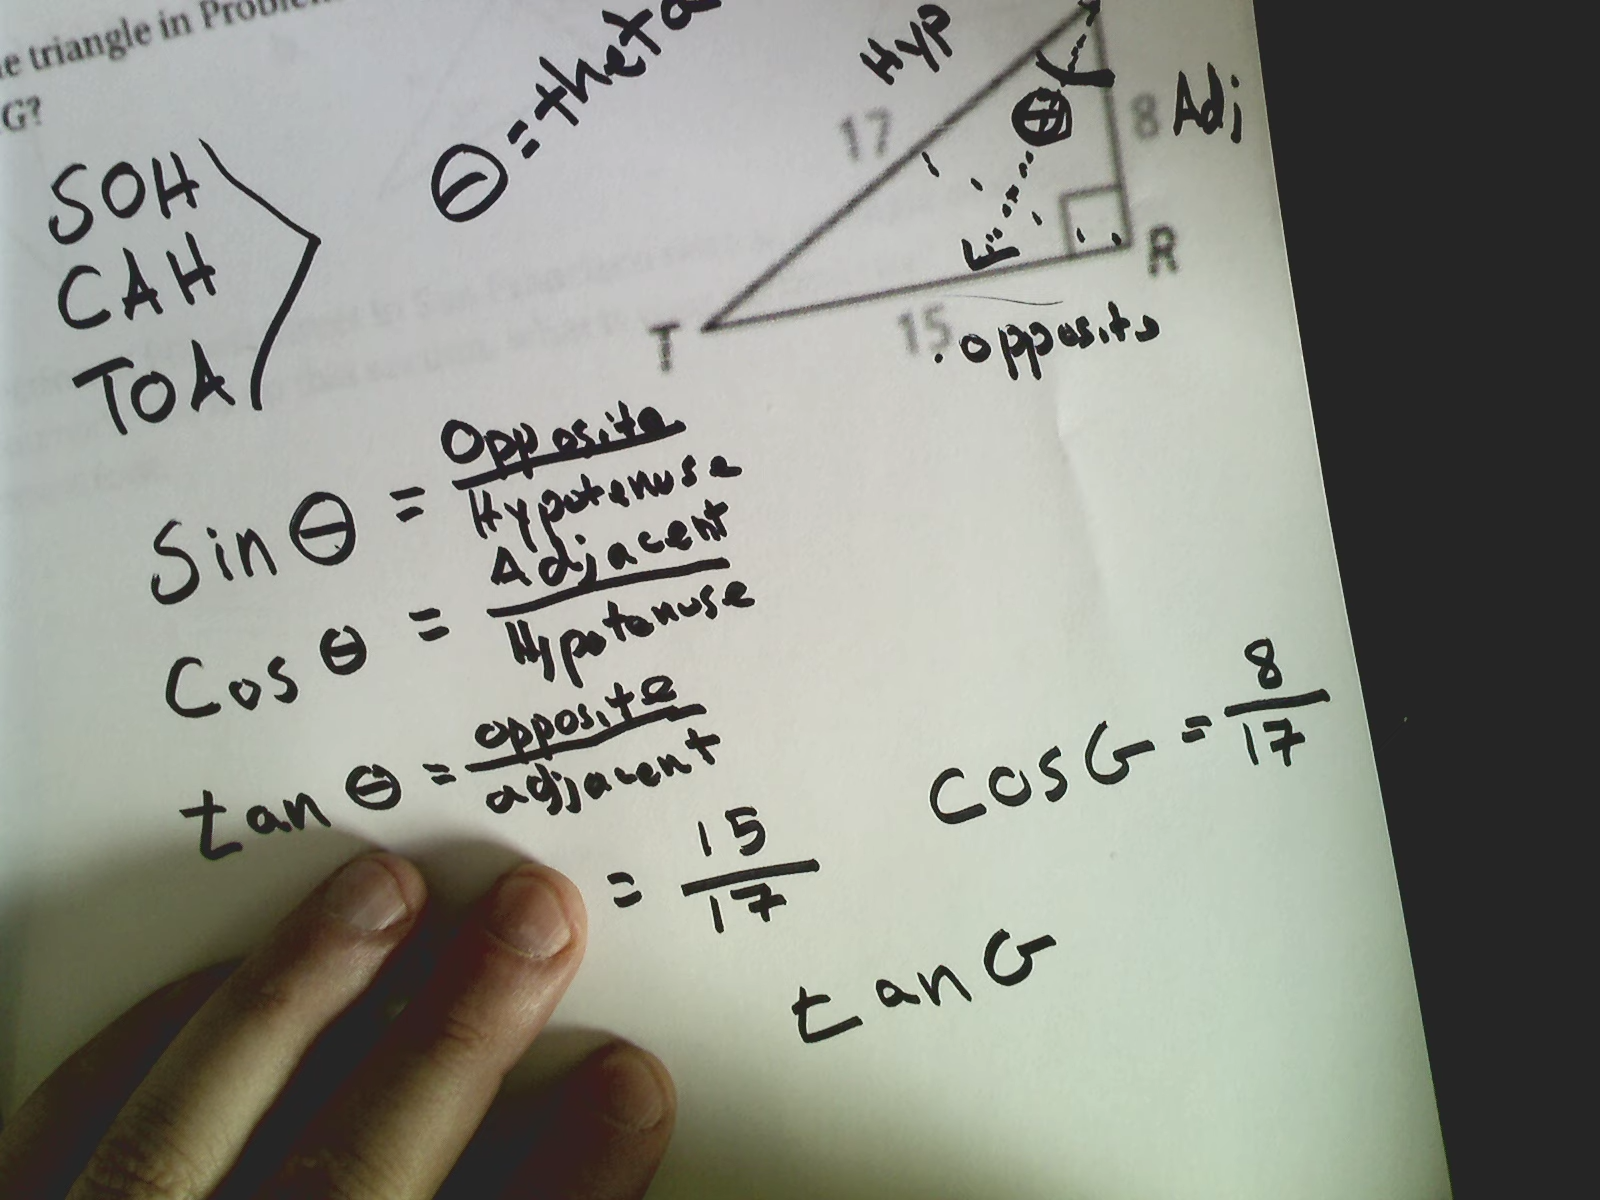 e triangle in Problem
G?
θ = theta
Hyp
17
θ
8 Adj
SOH
CAH
TOA
R
T
15 opposite
Sin θ = Opposite
Hypotenuse
Cos θ = Adjacent
Hypotenuse
tan θ = opposite
adjacent
= 15
17
cos G = 8
17
tan G